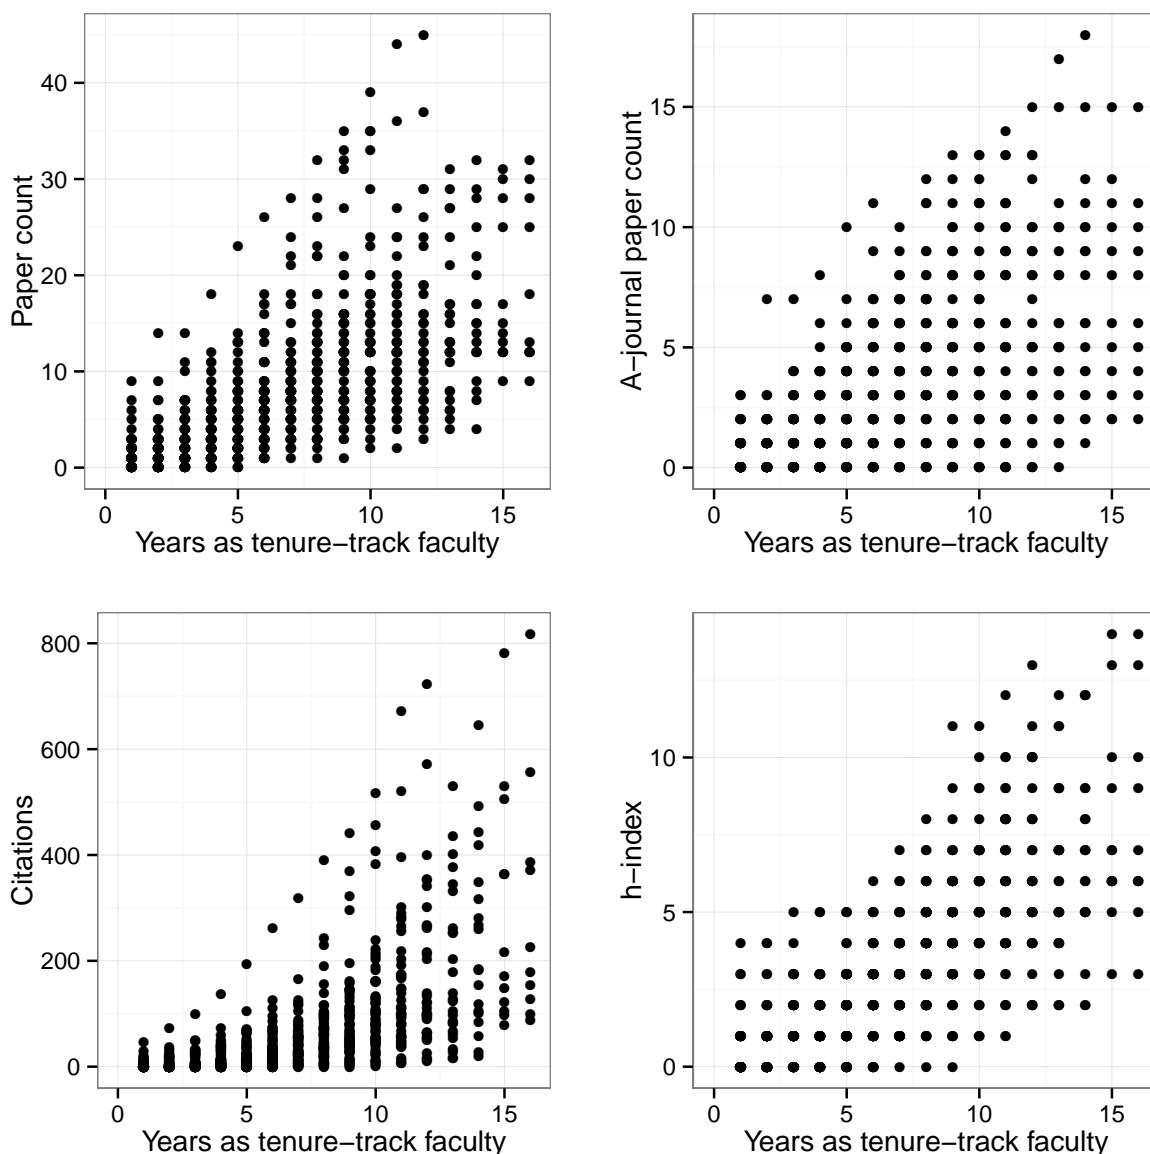 Paper count
40
30
20
10
0
0 5 10 15
Years as tenure−track faculty
A−journal paper count
15
10
5
0
0 5 10 15
Years as tenure−track faculty
Citations
800
600
400
200
0
0 5 10 15
Years as tenure−track faculty
h−index
10
5
0
0 5 10 15
Years as tenure−track faculty